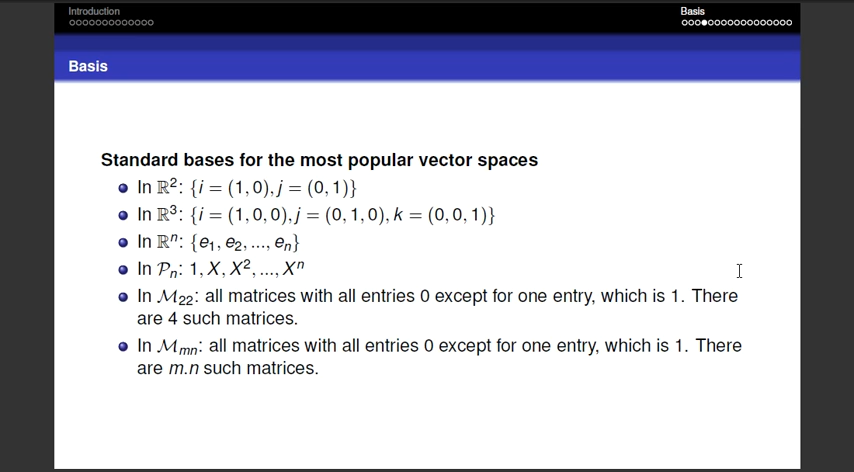 Introduction
Basis
Basis
Standard bases for the most popular vector spaces
In ℝ²: {i = (1, 0), j = (0, 1)}
In ℝ³: {i = (1, 0, 0), j = (0, 1, 0), k = (0, 0, 1)}
In ℝⁿ: {e₁, e₂, ..., eₙ}
In 𝒫ₙ: 1, X, X², ..., Xⁿ
In ℳ₂₂: all matrices with all entries 0 except for one entry, which is 1. There
are 4 such matrices.
In ℳₘₙ: all matrices with all entries 0 except for one entry, which is 1. There
are m.n such matrices.